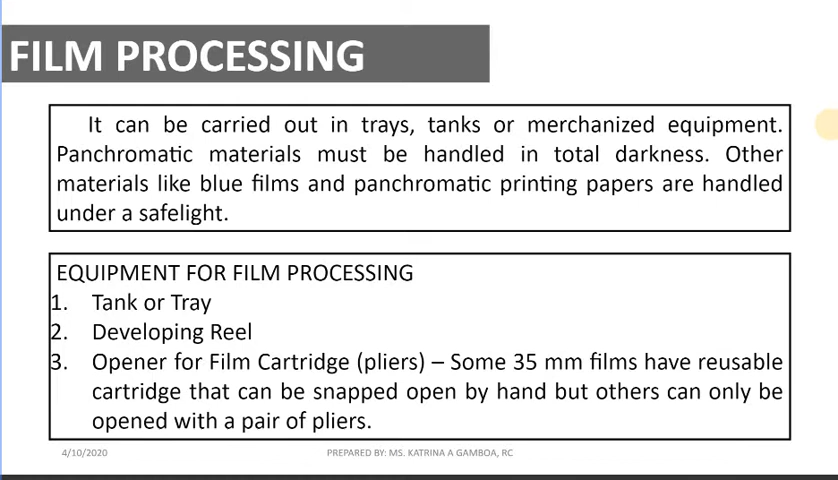 FILM PROCESSING
It can be carried out in trays, tanks or merchanized equipment.
Panchromatic materials must be handled in total darkness. Other
materials like blue films and panchromatic printing papers are handled
under a safelight.
EQUIPMENT FOR FILM PROCESSING
1. Tank or Tray
2. Developing Reel
3. Opener for Film Cartridge (pliers) – Some 35 mm films have reusable
cartridge that can be snapped open by hand but others can only be
opened with a pair of pliers.
4/10/2020 PREPARED BY: MS. KATRINA A GAMBOA, RC